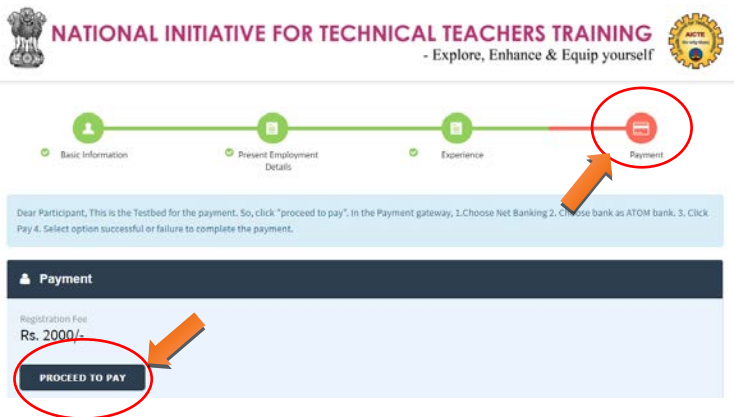 NATIONAL INITIATIVE FOR TECHNICAL TEACHERS TRAINING
- Explore, Enhance & Equip yourself
AICTE
Basic Information
Present Employment
Details
Experience
Payment
Dear Participant, This is the Testbed for the payment. So, click "proceed to pay". In the Payment gateway, 1.Choose Net Banking 2. Choose bank as ATOM bank. 3. Click
Pay 4. Select option successful or failure to complete the payment.
Payment
Registration Fee
Rs. 2000/-
PROCEED TO PAY